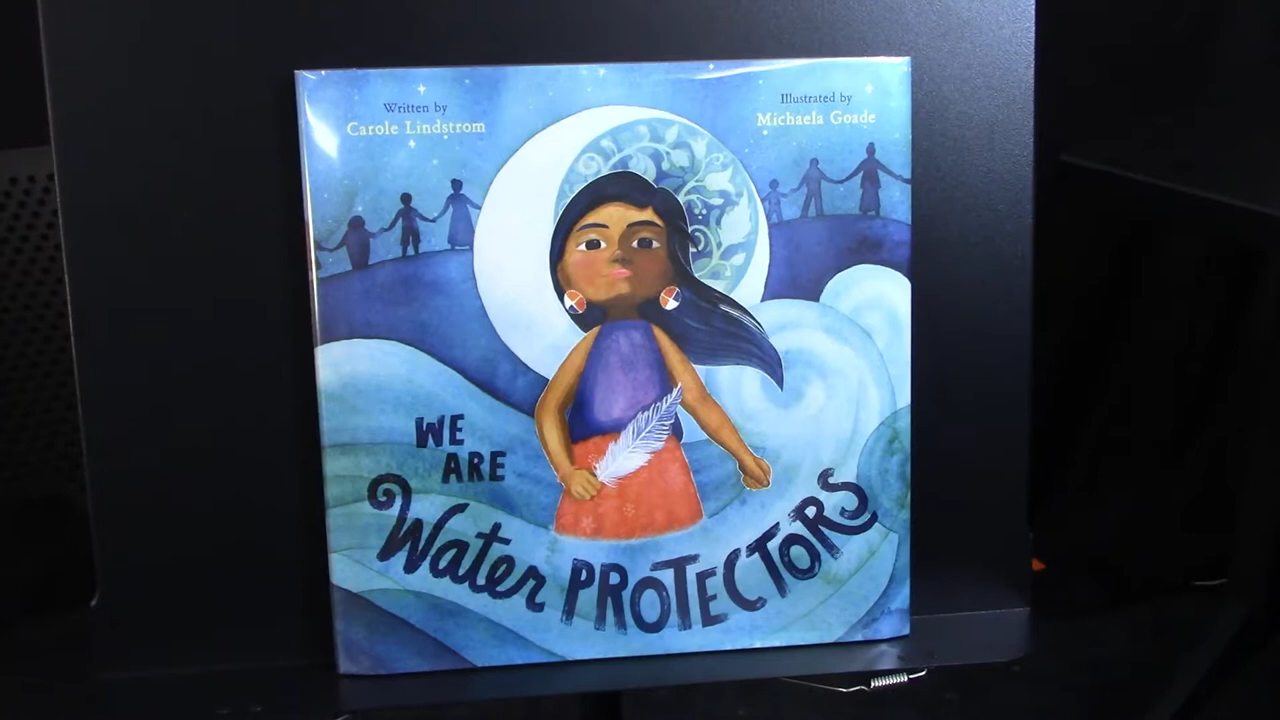 Written by
Carole Lindstrom
Illustrated by
Michaela Goade
WE
ARE
Water PROTECTORS